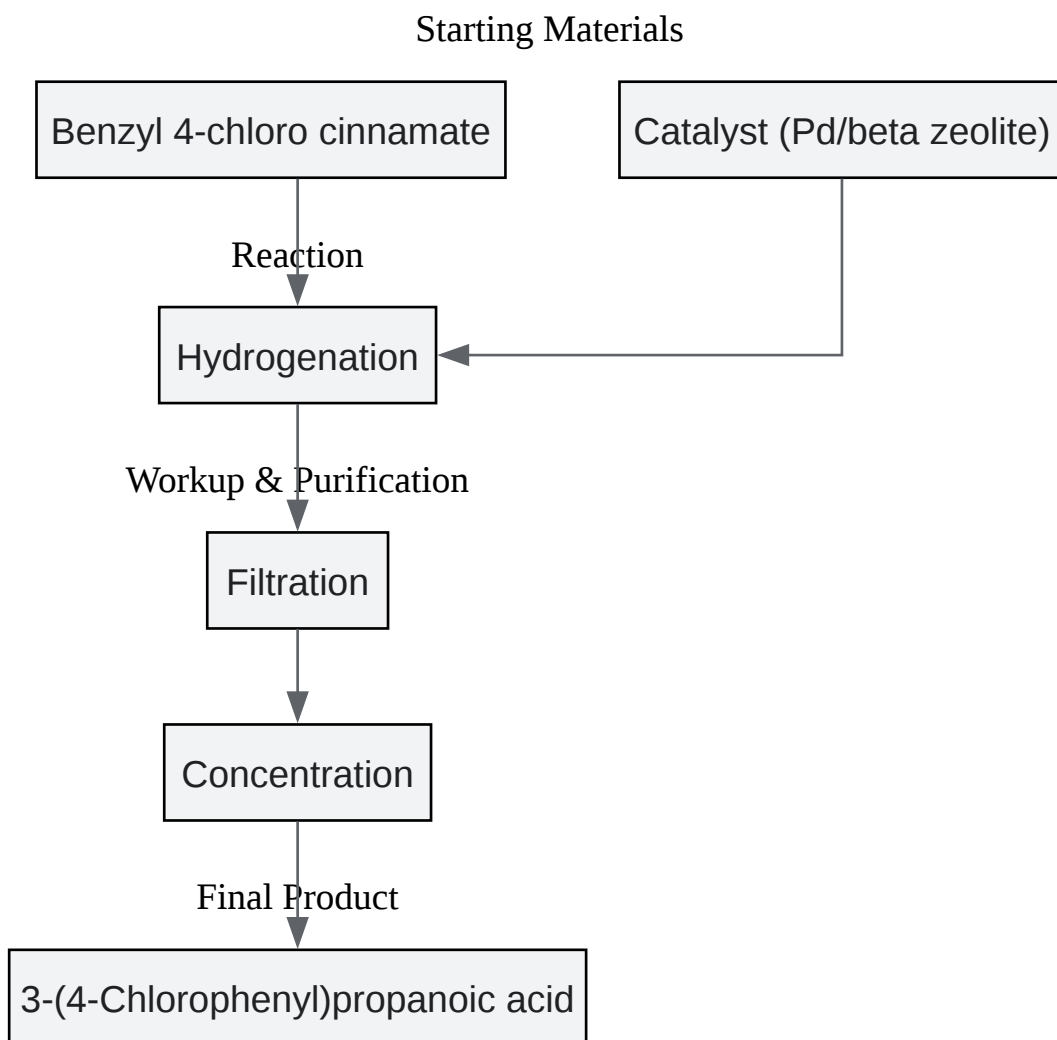 Starting Materials
Benzyl 4-chloro cinnamate
Catalyst (Pd/beta zeolite)
Reaction
Hydrogenation
Workup & Purification
Filtration
Concentration
Final Product
3-(4-Chlorophenyl)propanoic acid